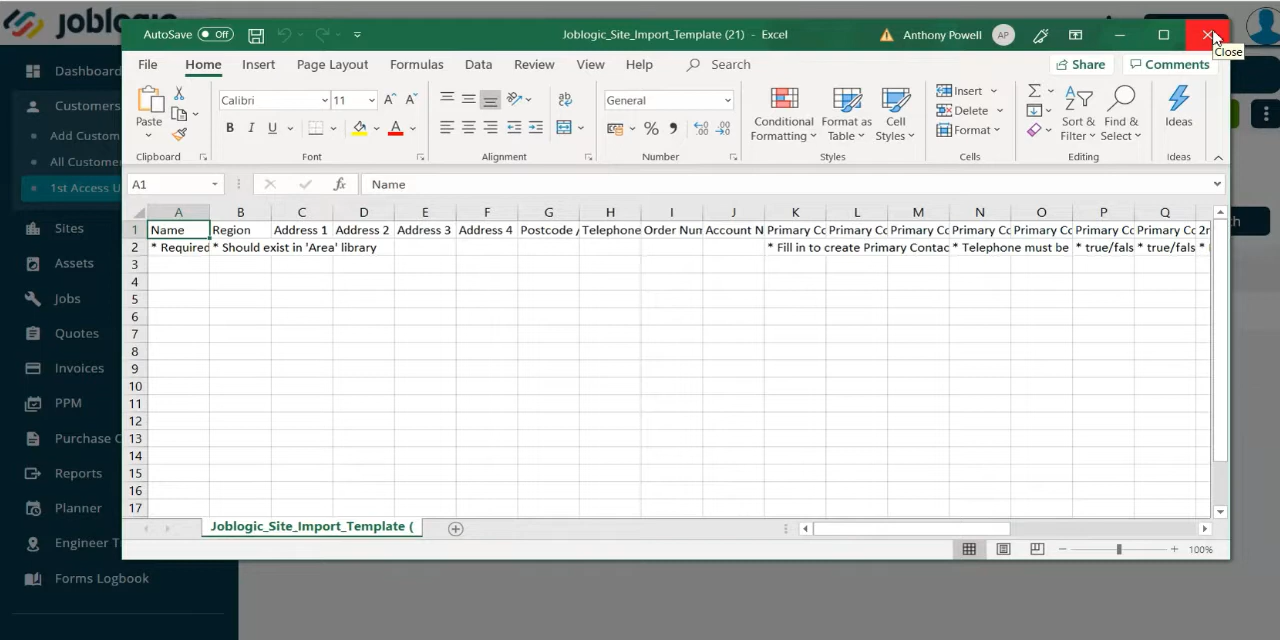 joblogic
AutoSave Off
Joblogic_Site_Import_Template (21) - Excel
Anthony Powell AP
Close
File Home Insert Page Layout Formulas Data Review View Help Search Share Comments
Paste
Calibri 11
B I U
General
Conditional Formatting
Format as Table
Cell Styles
Insert
Delete
Format
Sort & Filter
Find & Select
Ideas
Clipboard Font Alignment Number Styles Cells Editing Ideas
A1 fx Name
A B C D E F G H I J K L M N O P Q
1 Name Region Address 1 Address 2 Address 3 Address 4 Postcode / Telephone Order Num Account N Primary Co Primary Co Primary Co Primary Co Primary Co Primary Co Primary Co 2n
2 * Required * Should exist in 'Area' library * Fill in to create Primary Contac * Telephone must be * true/fals * true/fals *
3
4
5
6
7
8
9
10
11
12
13
14
15
16
17
Joblogic_Site_Import_Template (
100%
Dashboard
Customers
Add Custom
All Custome
1st Access U
Sites
Assets
Jobs
Quotes
Invoices
PPM
Purchase O
Reports
Planner
Engineer T
Forms Logbook